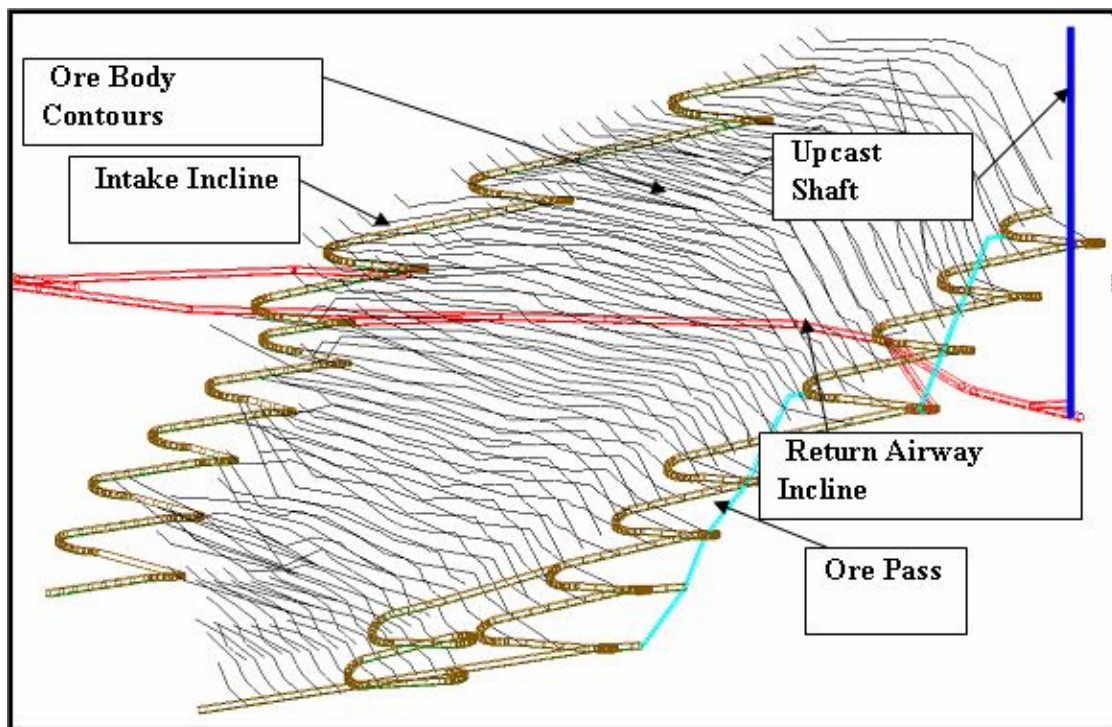 Ore Body
Contours
Intake Incline
Upcast
Shaft
Return Airway
Incline
Ore Pass